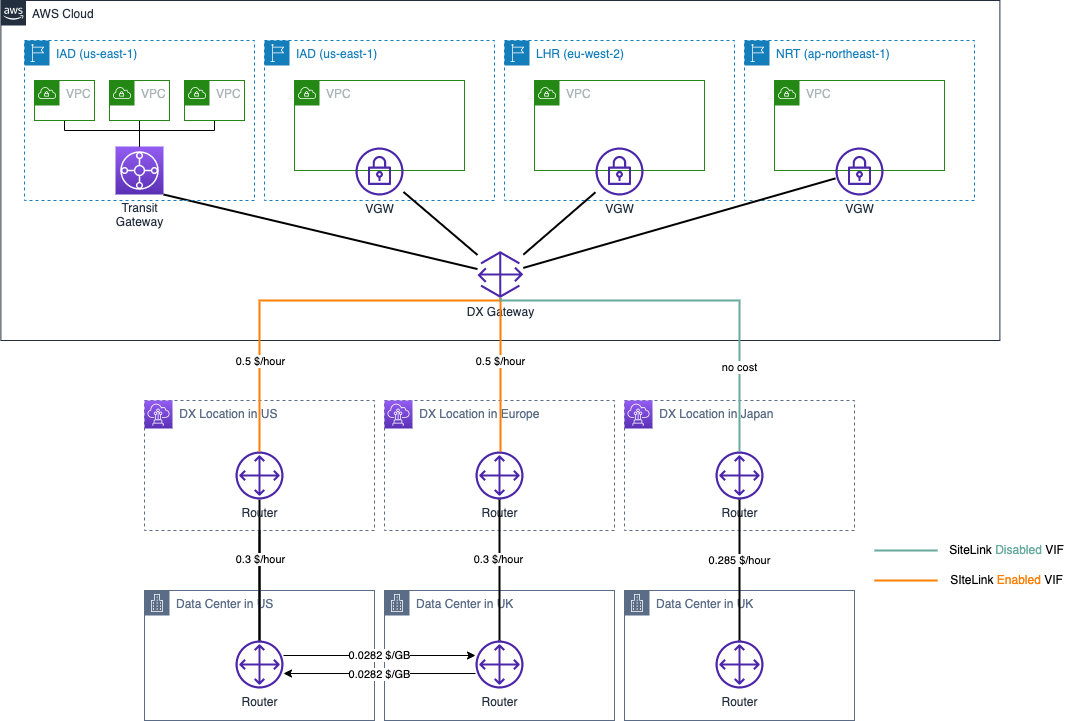 aws
AWS Cloud
IAD (us-east-1)
IAD (us-east-1)
LHR (eu-west-2)
NRT (ap-northeast-1)
VPC
VPC
VPC
VPC
VPC
VPC
Transit
Gateway
VGW
VGW
VGW
DX Gateway
0.5 $/hour
0.5 $/hour
no cost
DX Location in US
DX Location in Europe
DX Location in Japan
Router
Router
Router
0.3 $/hour
0.3 $/hour
0.285 $/hour
SiteLink Disabled VIF
SIteLink Enabled VIF
Data Center in US
Data Center in UK
Data Center in UK
0.0282 $/GB
0.0282 $/GB
Router
Router
Router